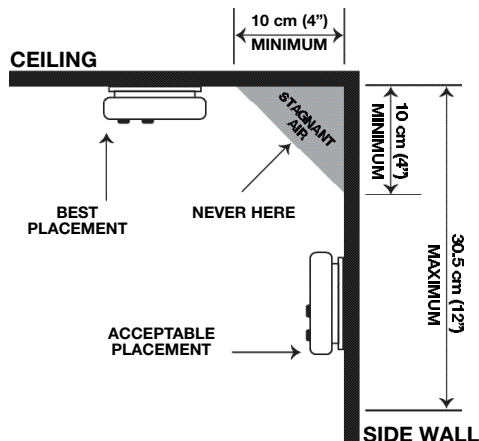 10 cm (4”)
MINIMUM
CEILING
STAGNANT
AIR
10 cm (4”)
MINIMUM
BEST
PLACEMENT
NEVER HERE
30.5 cm (12”)
MAXIMUM
ACCEPTABLE
PLACEMENT
SIDE WALL